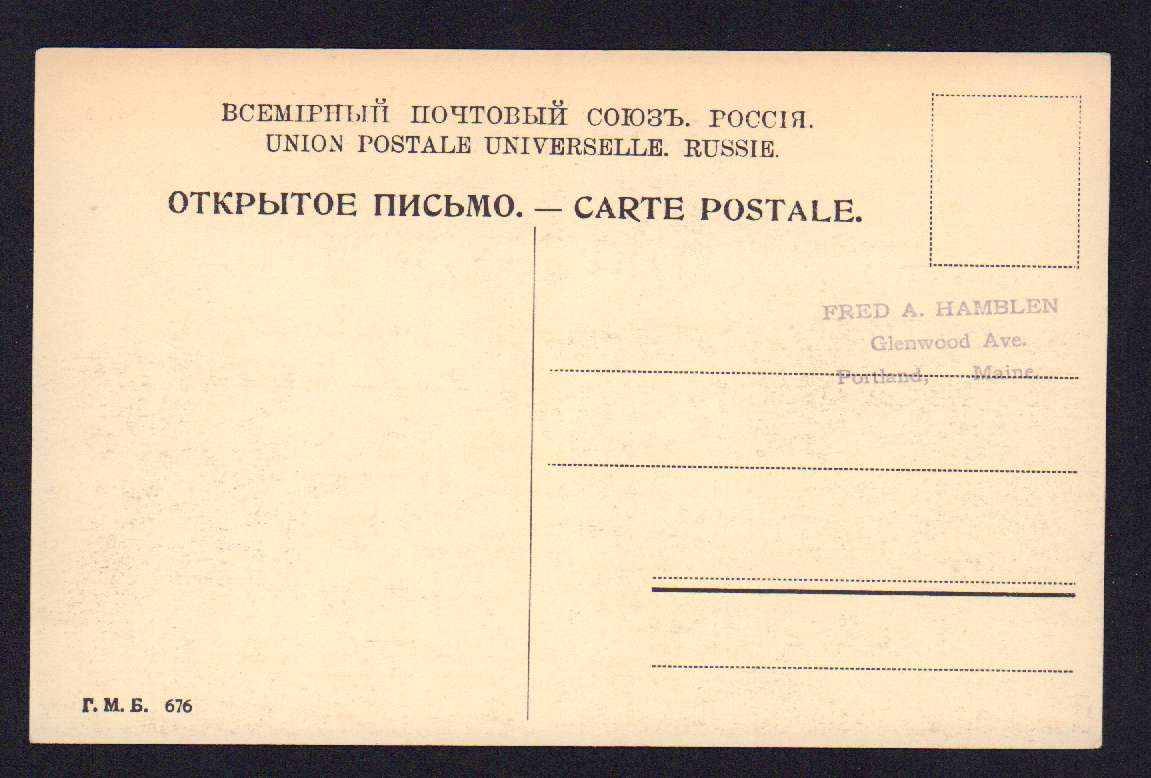 ВСЕМІРНЫЙ ПОЧТОВЫЙ СОЮЗЪ. РОССІЯ.
UNION POSTALE UNIVERSELLE. RUSSIE.
ОТКРЫТОЕ ПИСЬМО. — CARTE POSTALE.
FRED A. HAMBLEN
Glenwood Ave.
Portland, Maine.
Г. М. Б. 676